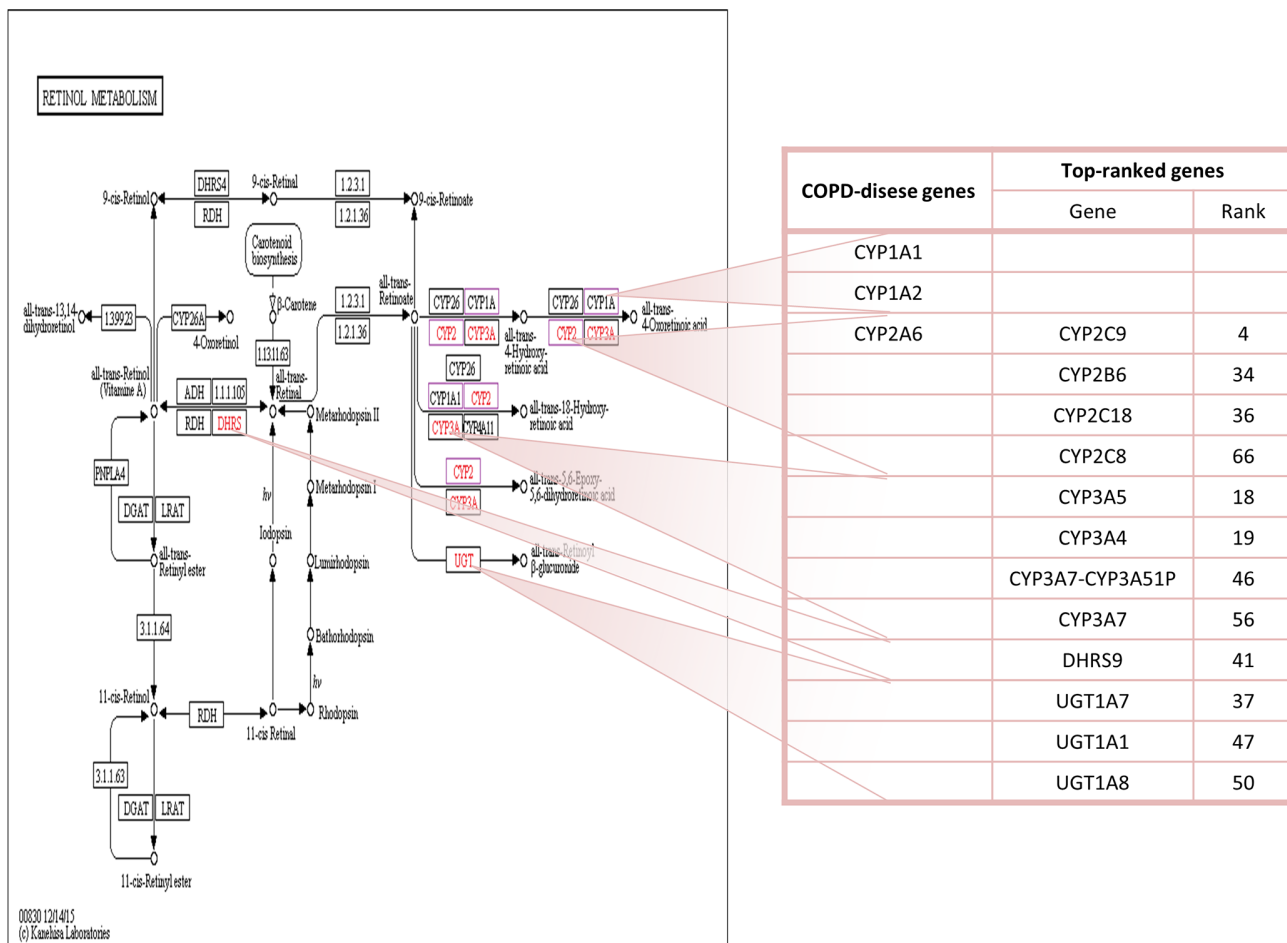 RETINOL METABOLISM
9-cis-Retinol
DHRS4
RDH
9-cis-Retinal
1.2.3.1
1.2.1.36
9-cis-Retinoate
Carotenoid
biosynthesis
β-Carotene
1.13.11.63
all-trans-
Retinal
all-trans-13,14-
dihydroretinol
1.3.99.23
CYP26A
4-Oxoretinol
all-trans-Retinol
(Vitamine A)
ADH
1.1.1.105
RDH
DHRS
1.2.3.1
1.2.1.36
all-trans-
Retinoate
CYP26
CYP1A
CYP2
CYP3A
all-trans-
4-Hydroxy-
retinoic acid
CYP26
CYP1A
CYP2
CYP3A
all-trans-
4-Oxoretinoic acid
CYP26
CYP1A1
CYP2
CYP3A
CYP4A11
all-trans-18-Hydroxy-
retinoic acid
CYP2
CYP3A
all-trans-5,6-Epoxy-
5,6-dihydroretinoic acid
UGT
all-trans-Retinoyl
β-glucuronide
Metarhodopsin II
Metarhodopsin I
Lumirhodopsin
Bathorhodopsin
hν
Rhodopsin
hν
Iodopsin
PNPLA4
DGAT
LRAT
all-trans-
Retinyl ester
3.1.1.64
11-cis-Retinol
RDH
11-cis Retinal
3.1.1.63
DGAT
LRAT
11-cis-Retinyl ester
00830 12/14/15
(c) Kanehisa Laboratories
COPD-disese genes
Top-ranked genes
Gene
Rank
CYP1A1
CYP1A2
CYP2A6 CYP2C9 4
CYP2B6 34
CYP2C18 36
CYP2C8 66
CYP3A5 18
CYP3A4 19
CYP3A7-CYP3A51P 46
CYP3A7 56
DHRS9 41
UGT1A7 37
UGT1A1 47
UGT1A8 50